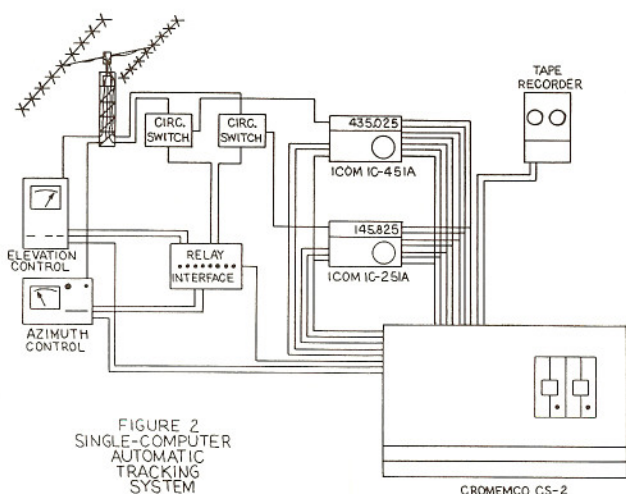 CIRC.
SWITCH
CIRC.
SWITCH
435.025
ICOM IC-451A
TAPE
RECORDER
ELEVATION
CONTROL
RELAY
INTERFACE
145.825
ICOM IC-251A
AZIMUTH
CONTROL
FIGURE 2
SINGLE-COMPUTER
AUTOMATIC
TRACKING
SYSTEM
CROMEMCO CS-2